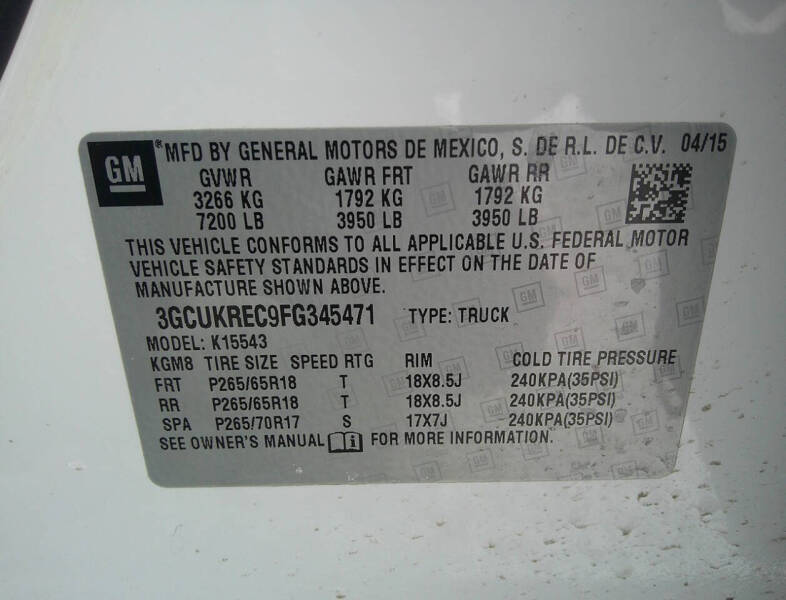 GM ® MFD BY GENERAL MOTORS DE MEXICO, S. DE R.L. DE C.V. 04/15
GVWR GAWR FRT GAWR RR
3266 KG 1792 KG 1792 KG
7200 LB 3950 LB 3950 LB
THIS VEHICLE CONFORMS TO ALL APPLICABLE U.S. FEDERAL MOTOR
VEHICLE SAFETY STANDARDS IN EFFECT ON THE DATE OF
MANUFACTURE SHOWN ABOVE.
3GCUKREC9FG345471 TYPE: TRUCK
MODEL: K15543
KGM8 TIRE SIZE SPEED RTG RIM COLD TIRE PRESSURE
FRT P265/65R18 T 18X8.5J 240KPA(35PSI)
RR P265/65R18 T 18X8.5J 240KPA(35PSI)
SPA P265/70R17 S 17X7J 240KPA(35PSI)
SEE OWNER'S MANUAL FOR MORE INFORMATION.